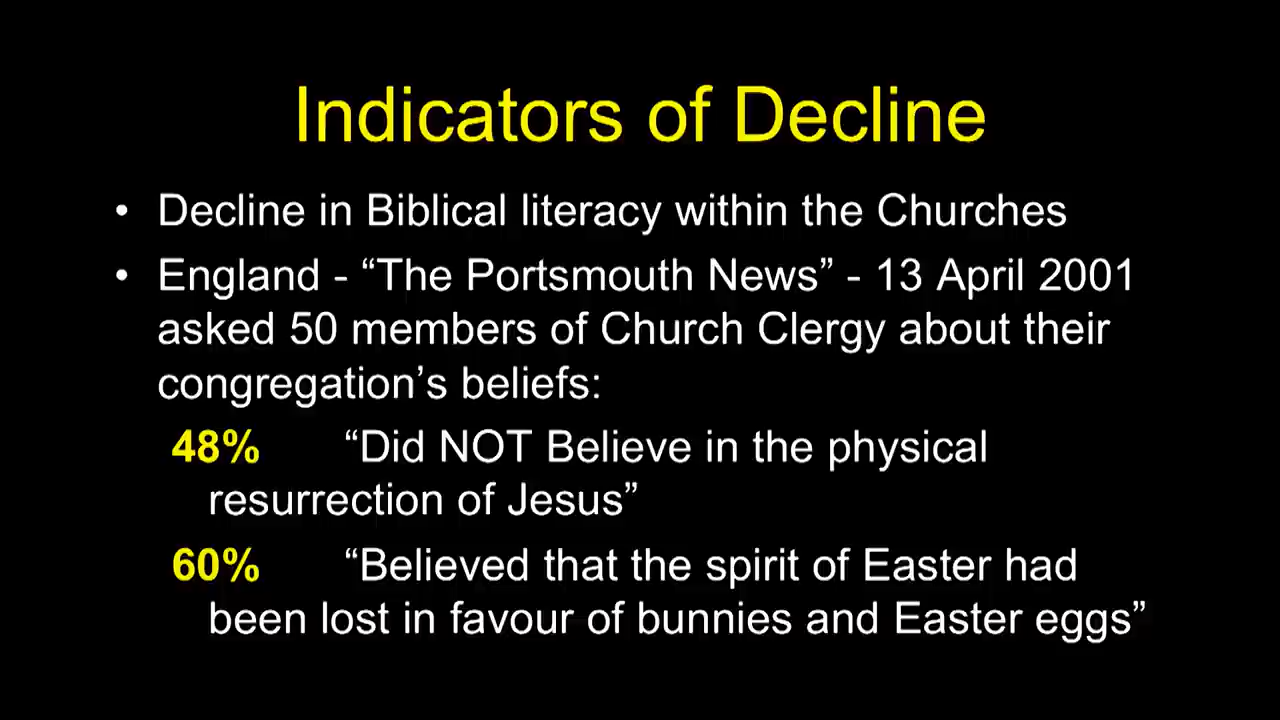 Indicators of Decline
• Decline in Biblical literacy within the Churches
• England - “The Portsmouth News” - 13 April 2001
asked 50 members of Church Clergy about their
congregation’s beliefs:
48% “Did NOT Believe in the physical
resurrection of Jesus”
60% “Believed that the spirit of Easter had
been lost in favour of bunnies and Easter eggs”